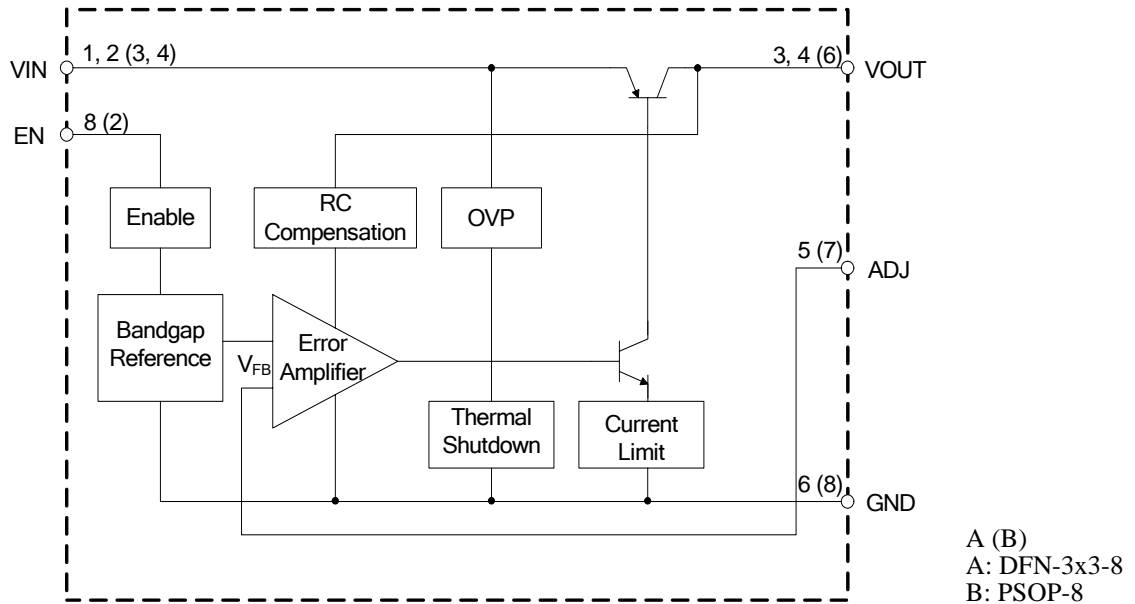 1, 2 (3, 4)
VIN
3, 4 (6)
VOUT
8 (2)
EN
Enable
RC
Compensation
OVP
5 (7)
ADJ
Bandgap
Reference
Error
Amplifier
VFB
Thermal
Shutdown
Current
Limit
6 (8)
GND
A (B)
A: DFN-3x3-8
B: PSOP-8